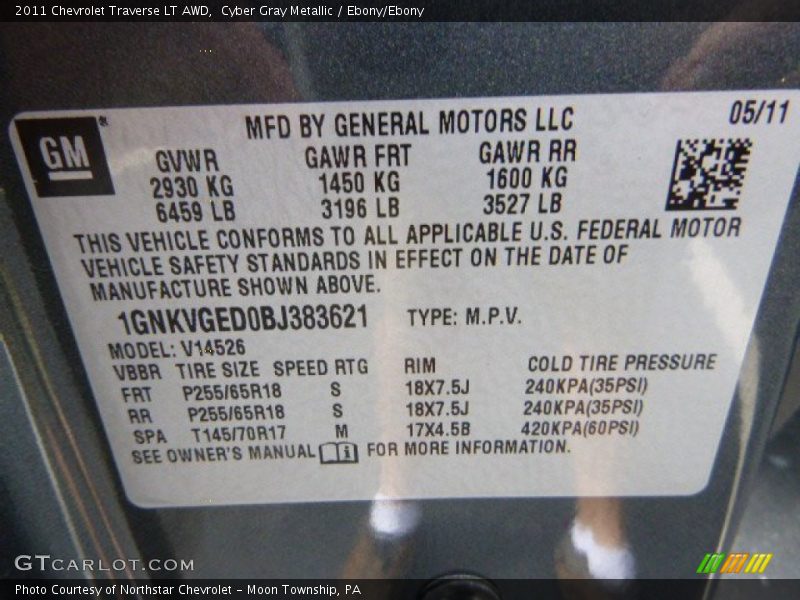 2011 Chevrolet Traverse LT AWD, Cyber Gray Metallic / Ebony/Ebony
GM®
MFD BY GENERAL MOTORS LLC 05/11
GVWR GAWR FRT GAWR RR
2930 KG 1450 KG 1600 KG
6459 LB 3196 LB 3527 LB
THIS VEHICLE CONFORMS TO ALL APPLICABLE U.S. FEDERAL MOTOR
VEHICLE SAFETY STANDARDS IN EFFECT ON THE DATE OF
MANUFACTURE SHOWN ABOVE.
1GNKVGED0BJ383621 TYPE: M.P.V.
MODEL: V14526
VBBR TIRE SIZE SPEED RTG RIM COLD TIRE PRESSURE
FRT P255/65R18 S 18X7.5J 240KPA(35PSI)
RR P255/65R18 S 18X7.5J 240KPA(35PSI)
SPA T145/70R17 M 17X4.5B 420KPA(60PSI)
SEE OWNER'S MANUAL i FOR MORE INFORMATION.
GTCARLOT.COM
Photo Courtesy of Northstar Chevrolet - Moon Township, PA